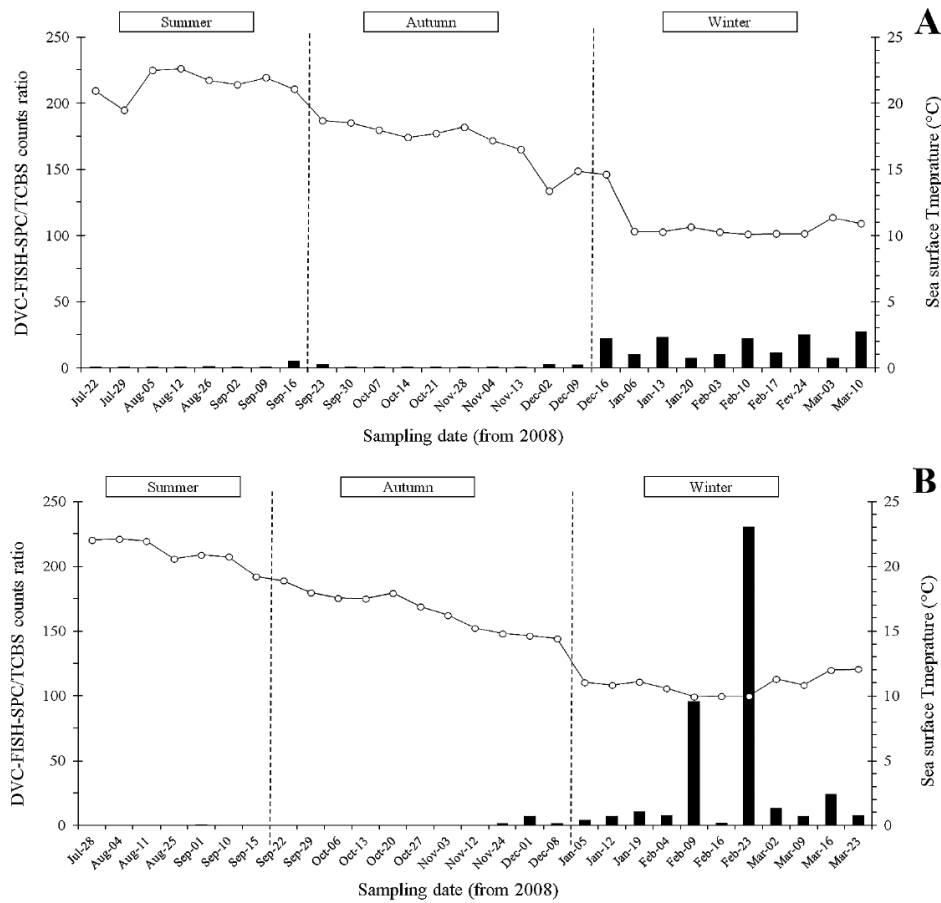 A
Summer Autumn Winter
250 25
200 20
150 15
100 10
50 5
0 0
DVC-FISH-SPC/TCBS counts ratio
Sea surface Tmeprature (°C)
Jul-22 Jul-29 Aug-05 Aug-12 Aug-26 Sep-02 Sep-09 Sep-16 Sep-23 Sep-30 Oct-07 Oct-14 Oct-21 Nov-28 Nov-04 Nov-13 Dec-02 Dec-09 Dec-16 Jan-06 Jan-13 Jan-20 Feb-03 Feb-10 Feb-17 Fev-24 Mar-03 Mar-10
Sampling date (from 2008)
B
Summer Autumn Winter
250 25
200 20
150 15
100 10
50 5
0 0
DVC-FISH-SPC/TCBS counts ratio
Sea surface Tmeprature (°C)
Jul-28 Aug-04 Aug-11 Aug-25 Sep-01 Sep-10 Sep-15 Sep-22 Sep-29 Oct-06 Oct-13 Oct-20 Oct-27 Nov-03 Nov-12 Nov-24 Dec-01 Dec-08 Jan-05 Jan-12 Jan-19 Feb-04 Feb-09 Feb-16 Feb-23 Mar-02 Mar-09 Mar-16 Mar-23
Sampling date (from 2008)